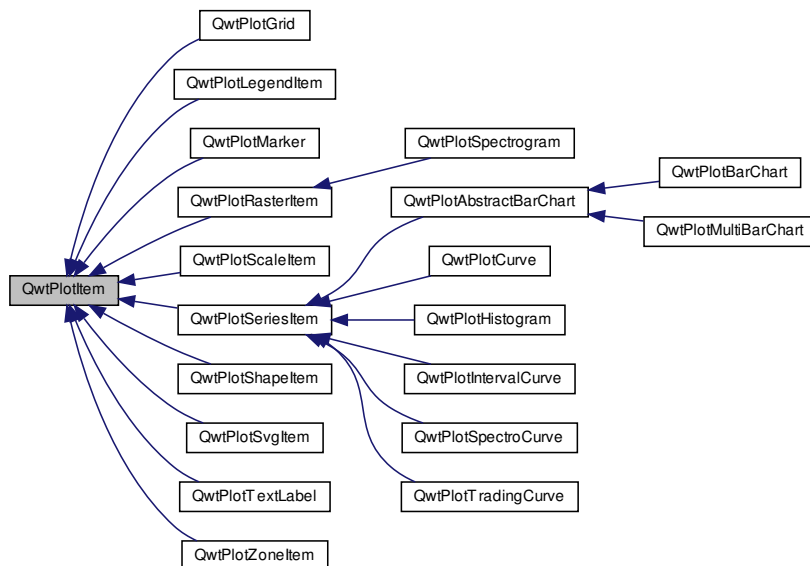 QwtPlotGrid
QwtPlotLegendItem
QwtPlotMarker
QwtPlotSpectrogram
QwtPlotBarChart
QwtPlotRasterItem
QwtPlotAbstractBarChart
QwtPlotMultiBarChart
QwtPlotScaleItem
QwtPlotCurve
QwtPlotItem
QwtPlotSeriesItem
QwtPlotHistogram
QwtPlotShapeItem
QwtPlotIntervalCurve
QwtPlotSvgItem
QwtPlotSpectroCurve
QwtPlotTextLabel
QwtPlotTradingCurve
QwtPlotZoneItem